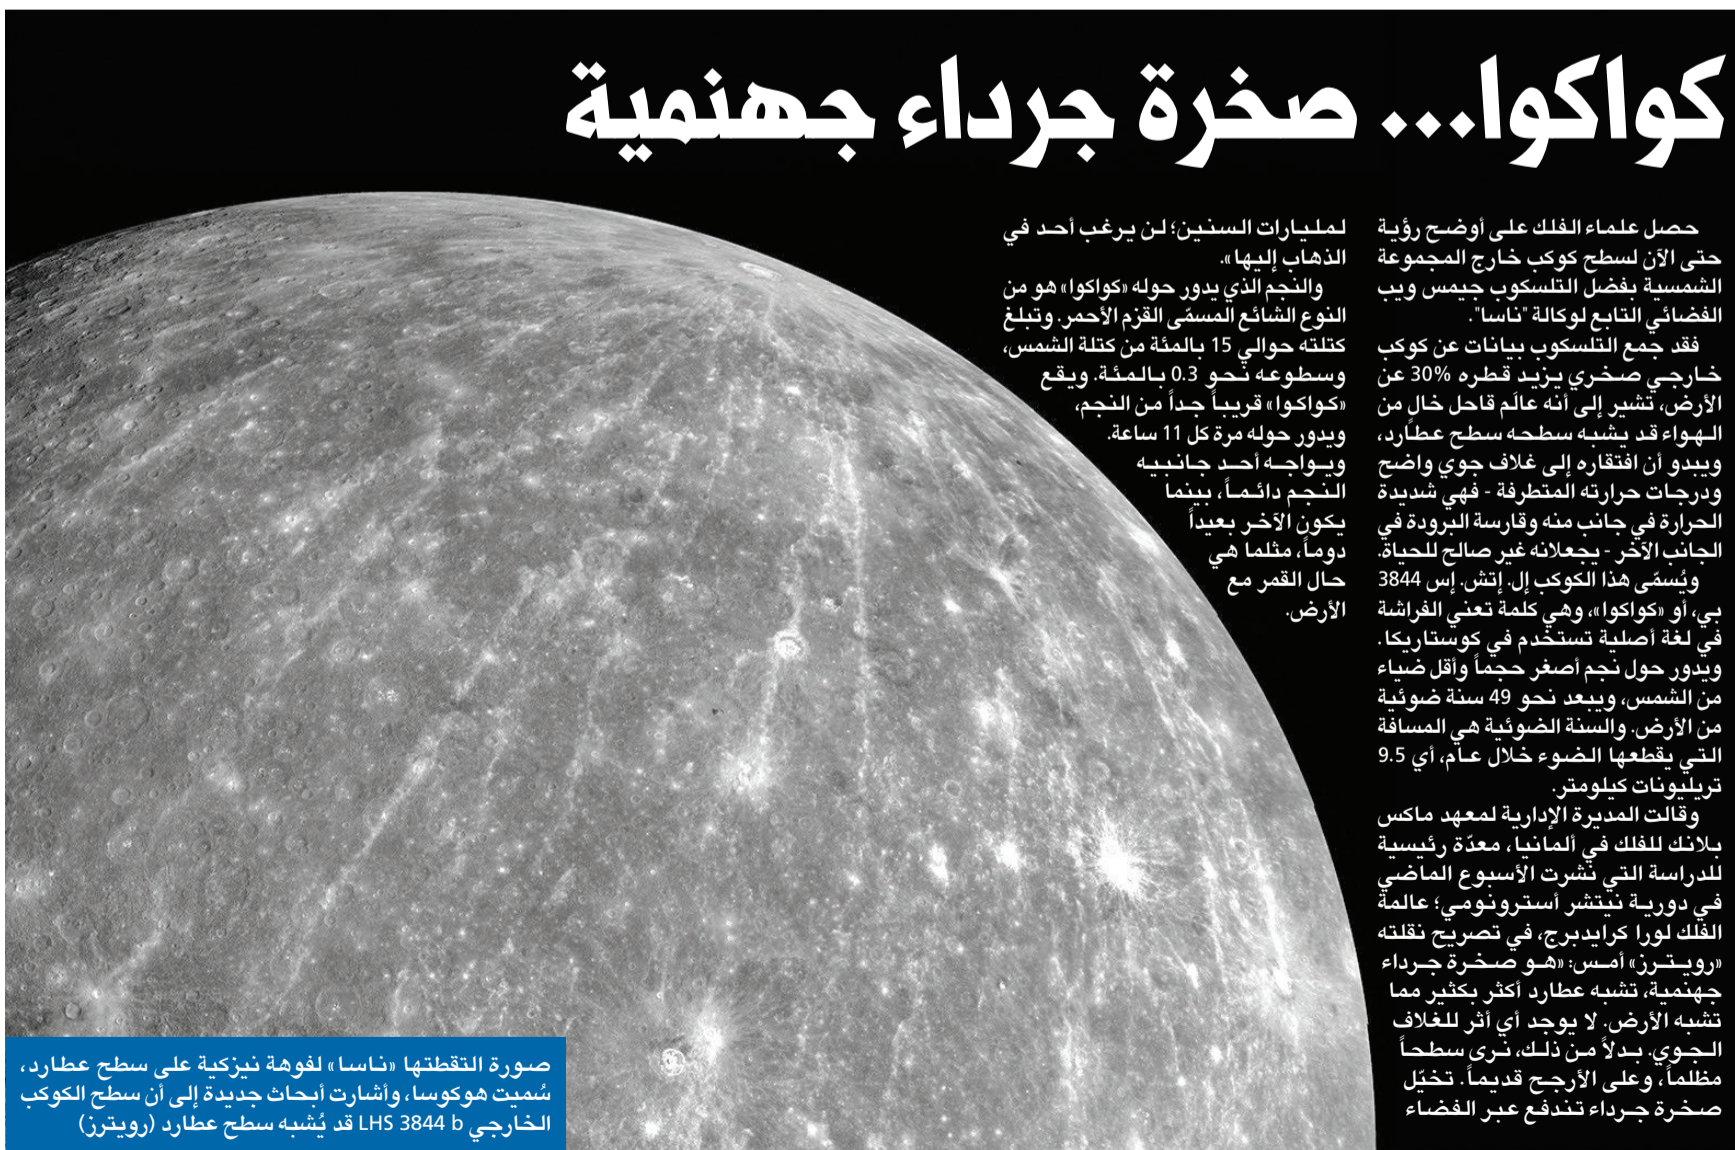 كواكوا... صخرة جرداء جهنمية
حصل علماء الفلك على أوضح رؤية
حتى الآن لسطح كوكب خارج المجموعة
الشمسية بفضل التلسكوب جيمس ويب
الفضائي التابع لوكالة "ناسا".
فقد جمع التلسكوب بيانات عن كوكب
خارجي صخري يزيد قطره 30% عن
الأرض، تشير إلى أنه عالَم قاحل خالٍ من
الهواء قد يشبه سطحه سطح عطارد،
ويبدو أن افتقاره إلى غلاف جوي واضح
ودرجات حرارته المتطرفة - فهي شديدة
الحرارة في جانب منه وقارسة البرودة في
الجانب الآخر - يجعلانه غير صالح للحياة.
ويُسمّى هذا الكوكب إل. إتش. إس 3844
بي، أو «كواكوا»، وهي كلمة تعني الفراشة
في لغة أصلية تستخدم في كوستاريكا.
ويدور حول نجم أصغر حجماً وأقل ضياء
من الشمس، ويبعد نحو 49 سنة ضوئية
من الأرض. والسنة الضوئية هي المسافة
التي يقطعها الضوء خلال عام، أي 9.5
تريليونات كيلومتر.
وقالت المديرة الإدارية لمعهد ماكس
بلانك للفلك في ألمانيا، معدّة رئيسية
للدراسة التي نشرت الأسبوع الماضي
في دورية نيتشر أسترونومي؛ عالمة
الفلك لورا كرايدبرج، في تصريح نقلته
«رويترز» أمس: «هو صخرة جرداء
جهنمية، تشبه عطارد أكثر بكثير مما
تشبه الأرض. لا يوجد أي أثر للغلاف
الجوي. بدلاً من ذلك، نرى سطحاً
مظلماً، وعلى الأرجح قديماً. تخيّل
صخرة جرداء تندفع عبر الفضاء
لمليارات السنين؛ لن يرغب أحد في
الذهاب إليها».
والنجم الذي يدور حوله «كواكوا» هو من
النوع الشائع المسمّى القزم الأحمر. وتبلغ
كتلته حوالي 15 بالمئة من كتلة الشمس،
وسطوعه نحو 0.3 بالمئة. ويقع
«كواكوا» قريباً جداً من النجم،
ويدور حوله مرة كل 11 ساعة.
ويواجه أحد جانبيه
النجم دائماً، بينما
يكون الآخر بعيداً
دوماً، مثلما هي
حال القمر مع
الأرض.
صورة التقطتها «ناسا» لفوهة نيزكية على سطح عطارد،
سُميت هوكوسا، وأشارت أبحاث جديدة إلى أن سطح الكوكب
الخارجي LHS 3844 b قد يُشبه سطح عطارد (رويترز)